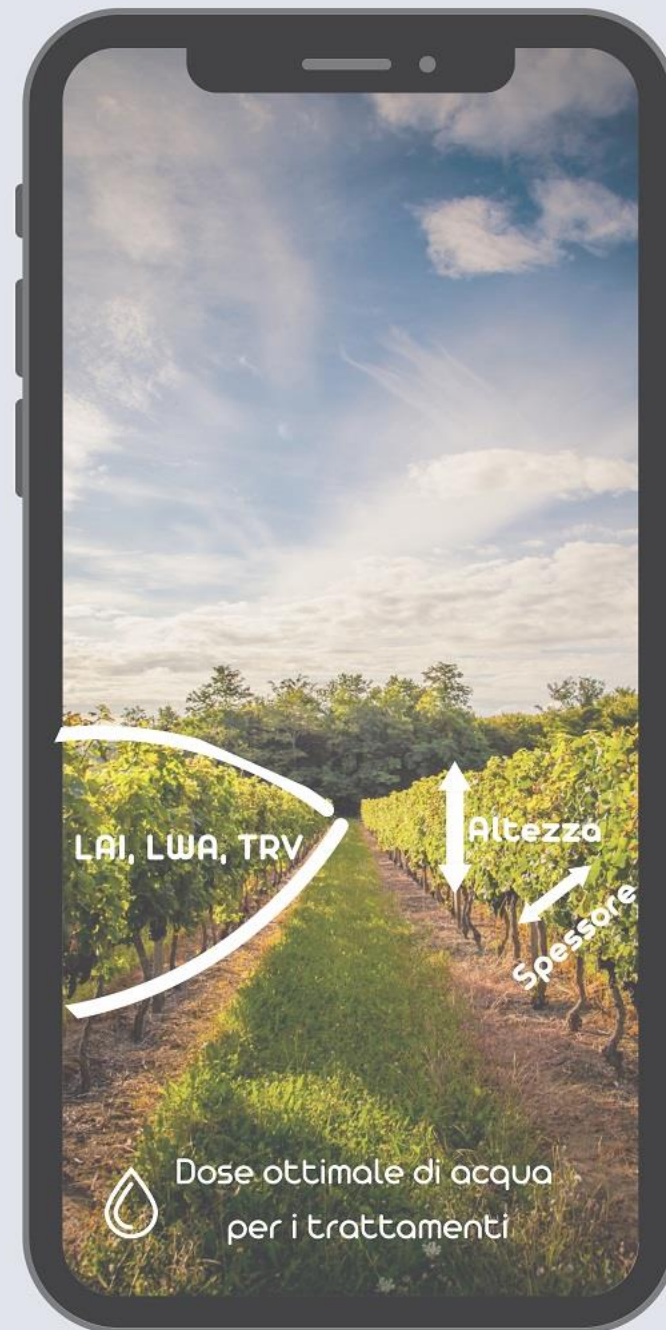 LAI, LWA, TRV
Altezza
Spessore
Dose ottimale di acqua
per i trattamenti